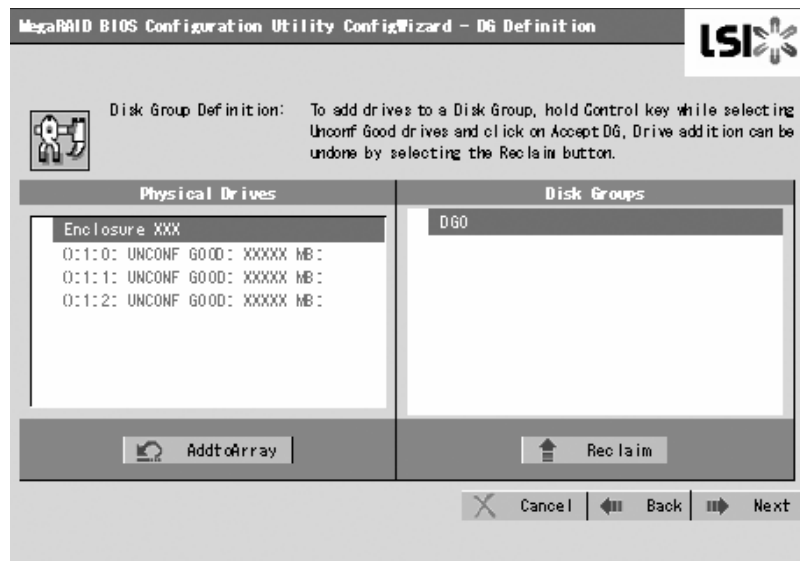 MegaRAID BIOS Configuration Utility ConfigWizard - DG Definition
LSI
Disk Group Definition:
To add drives to a Disk Group, hold Control key while selecting
Unconf Good drives and click on Accept DG, Drive addition can be
undone by selecting the Reclaim button.
Physical Drives
Enclosure XXX
0:1:0: UNCONF GOOD: XXXXX MB:
0:1:1: UNCONF GOOD: XXXXX MB:
0:1:2: UNCONF GOOD: XXXXX MB:
AddtoArray
Disk Groups
DG0
Reclaim
Cancel
Back
Next